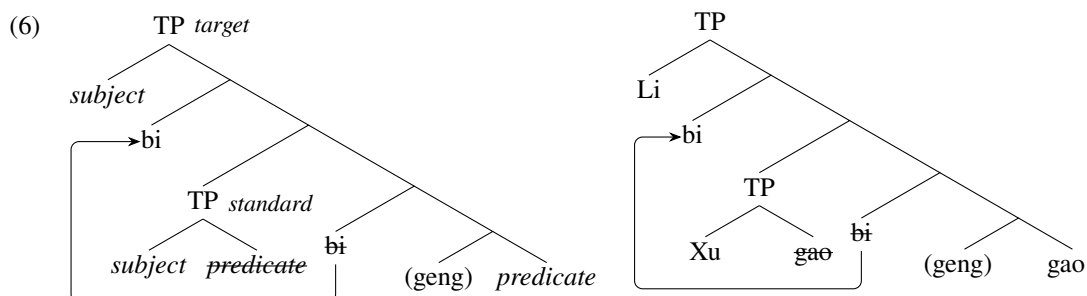 (6) TP target TP
subject Li
bi bi
TP standard TP
subject predicate bi (geng) predicate Xu gao bi (geng) gao